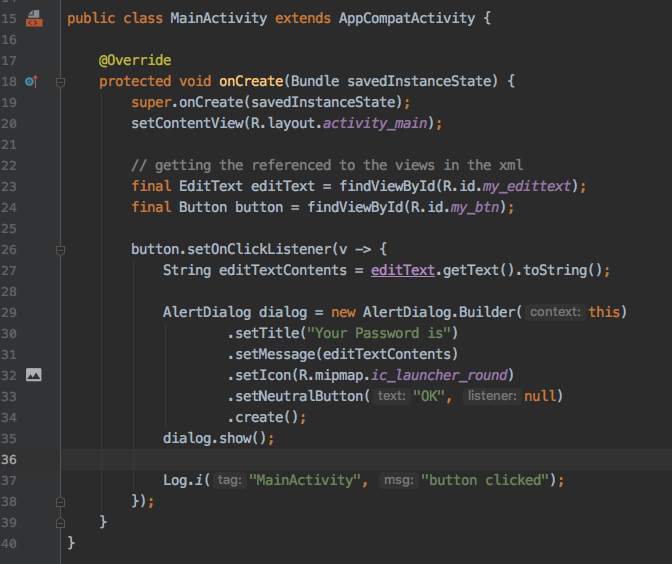 15 public class MainActivity extends AppCompatActivity {
16
17 @Override
18 protected void onCreate(Bundle savedInstanceState) {
19 super.onCreate(savedInstanceState);
20 setContentView(R.layout.activity_main);
21
22 // getting the referenced to the views in the xml
23 final EditText editText = findViewById(R.id.my_edittext);
24 final Button button = findViewById(R.id.my_btn);
25
26 button.setOnClickListener(v -> {
27 String editTextContents = editText.getText().toString();
28
29 AlertDialog dialog = new AlertDialog.Builder( context: this)
30 .setTitle("Your Password is")
31 .setMessage(editTextContents)
32 .setIcon(R.mipmap.ic_launcher_round)
33 .setNeutralButton( text: "OK", listener: null)
34 .create();
35 dialog.show();
36
37 Log.i( tag: "MainActivity", msg: "button clicked");
38 });
39 }
40 }